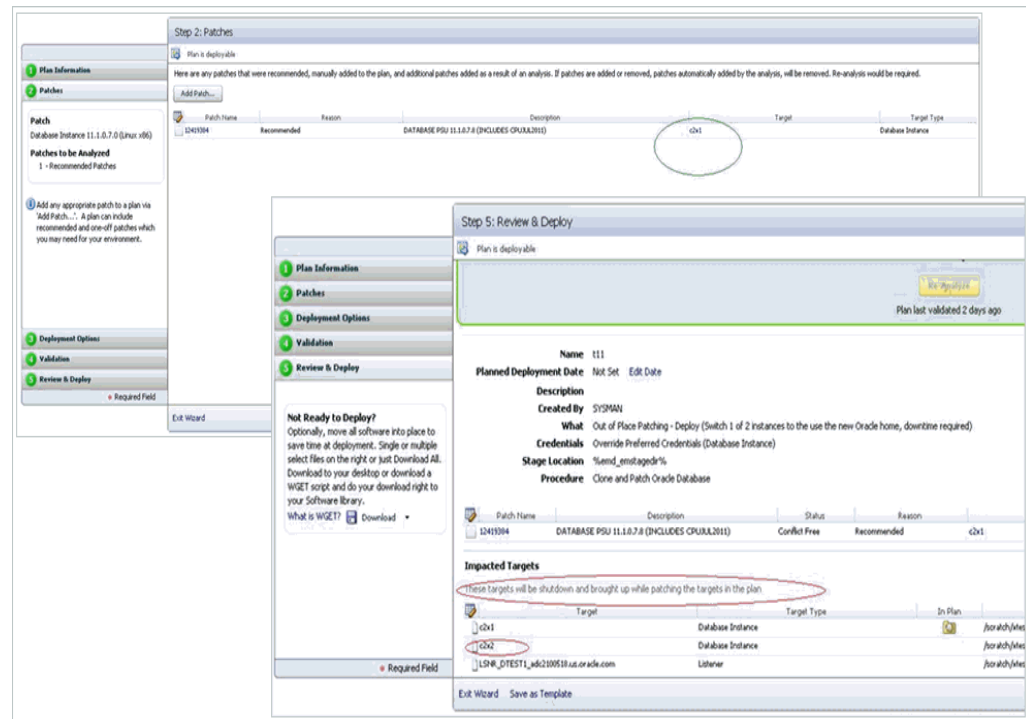 Step 2: Patches
Plan is deployable
1 Plan Information
2 Patches
Patch
Database Instance 11.1.0.7.0 (Linux x86)
Patches to be Analyzed
1 - Recommended Patches
Add any appropriate patch to a plan via
'Add Patch...'. A plan can include
recommended and one-off patches which
you may need for your environment.
3 Deployment Options
4 Validation
5 Review & Deploy
Required Field
Here are any patches that were recommended, manually added to the plan, and additional patches added as a result of an analysis. If patches are added or removed, patches automatically added by the analysis, will be removed. Re-analysis would be required.
Add Patch...
Patch Name Reason Description Target Target Type
12419384 Recommended DATABASE PSU 11.1.0.7.8 (INCLUDES CPUJUL2011) c2x1 Database Instance
Exit Wizard
Step 5: Review & Deploy
Plan is deployable
1 Plan Information
2 Patches
3 Deployment Options
4 Validation
5 Review & Deploy
Not Ready to Deploy?
Optionally, move all software into place to
save time at deployment. Single or multiple
select files on the right or just Download All.
Download to your desktop or download a
WGET script and do your download right to
your Software library.
What is WGET? Download
Required Field
Re-Analyze
Plan last validated 2 days ago
Name t11
Planned Deployment Date Not Set Edit Date
Description
Created By SYSMAN
What Out of Place Patching - Deploy (Switch 1 of 2 instances to the use the new Oracle home, downtime required)
Credentials Override Preferred Credentials (Database Instance)
Stage Location %emd_emstagedir%
Procedure Clone and Patch Oracle Database
Patch Name Description Status Reason
12419384 DATABASE PSU 11.1.0.7.8 (INCLUDES CPUJUL2011) Conflict Free Recommended c2x1
Impacted Targets
These targets will be shutdown and brought up while patching the targets in the plan
Target Target Type In Plan
c2x1 Database Instance
c2x2 Database Instance
LSNR_DTEST1_adc2100518.us.oracle.com Listener
Exit Wizard Save as Template